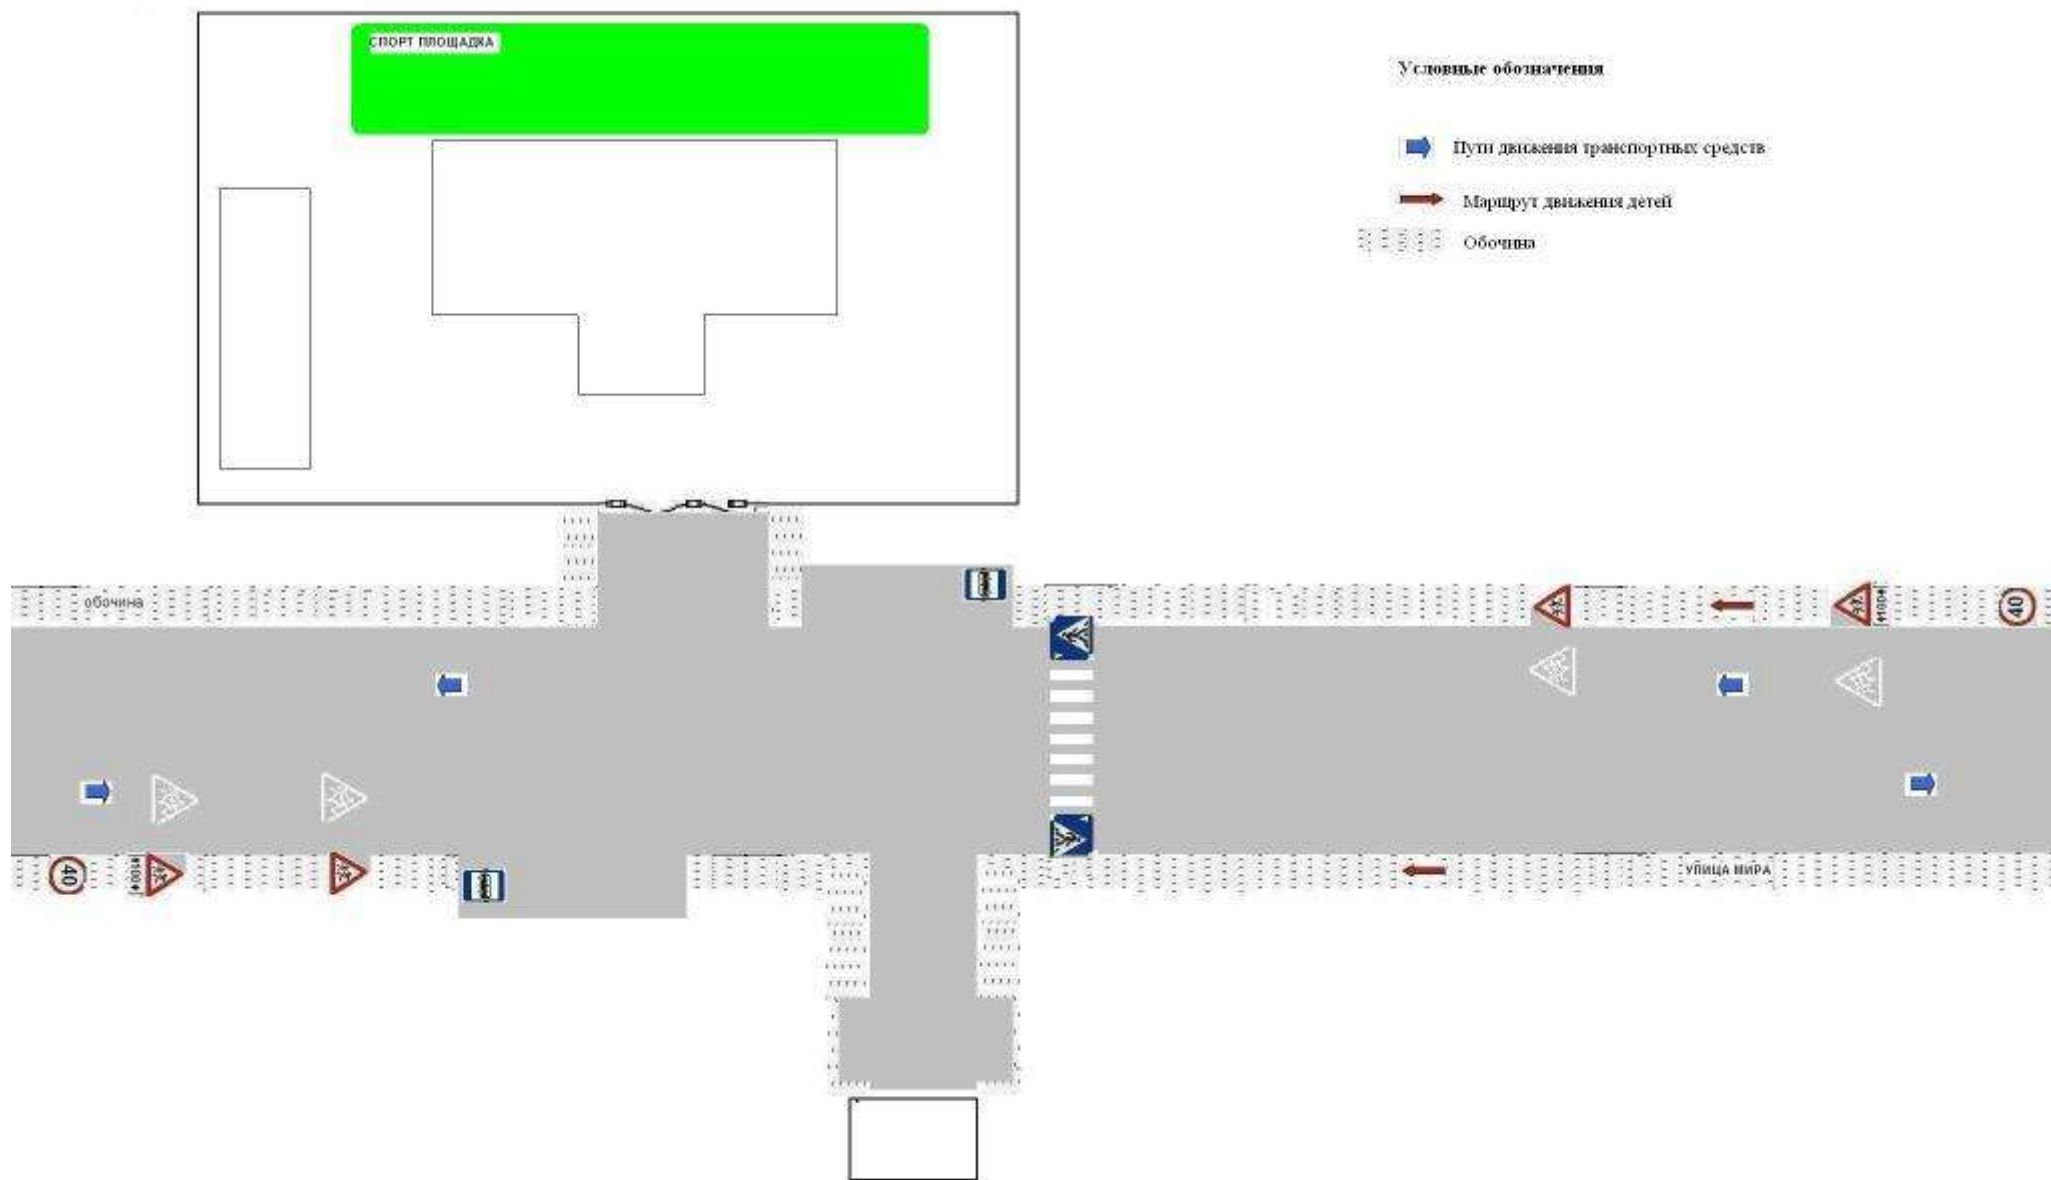 СПОРТ ПЛОЩАДКА
Условные обозначения
Пути движения транспортных средств
Маршрут движения детей
Обочина
обочина
40
40
УЛИЦА МИРА